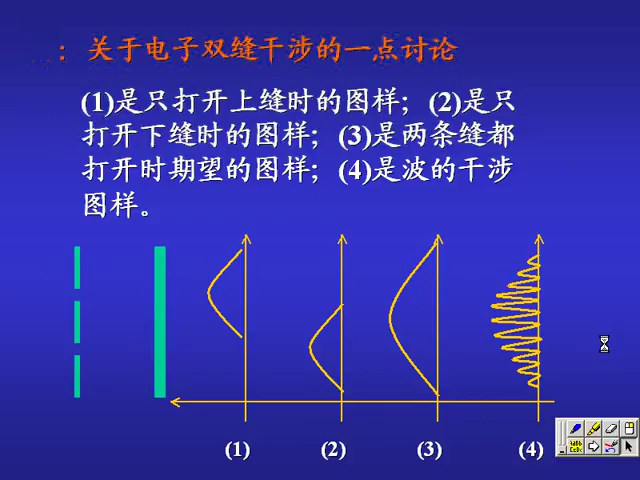 ：关于电子双缝干涉的一点讨论
(1)是只打开上缝时的图样；(2)是只
打开下缝时的图样；(3)是两条缝都
打开时期望的图样；(4)是波的干涉
图样。
(1) (2) (3) (4)